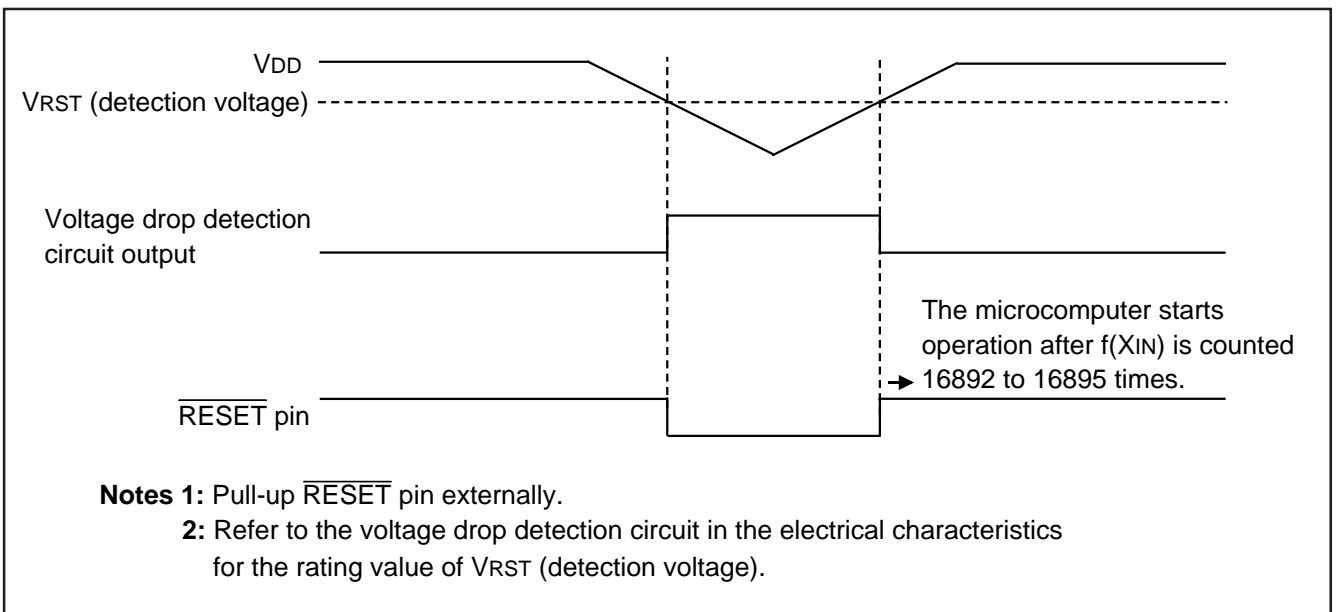 VDD
VRST (detection voltage)
Voltage drop detection
circuit output
The microcomputer starts
operation after f(XIN) is counted
16892 to 16895 times.
RESET pin
Notes 1: Pull-up RESET pin externally.
2: Refer to the voltage drop detection circuit in the electrical characteristics
for the rating value of VRST (detection voltage).